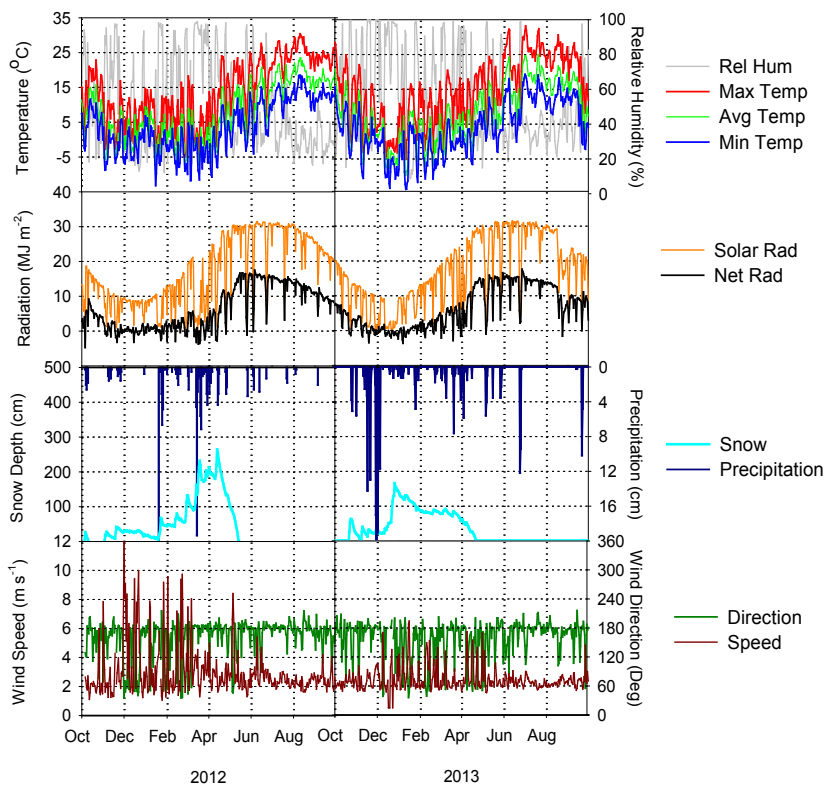 Temperature (°C)
35
25
15
5
-5
100
80
60
40
20
0
Relative Humidity (%)
Rel Hum
Max Temp
Avg Temp
Min Temp
Radiation (MJ m-2)
40
30
20
10
0
Solar Rad
Net Rad
Snow Depth (cm)
500
400
300
200
100
0
4
8
12
16
Precipitation (cm)
Snow
Precipitation
Wind Speed (m s-1)
12
12
10
8
6
4
2
0
360
300
240
180
120
60
0
Wind Direction (Deg)
Direction
Speed
Oct Dec Feb Apr Jun Aug Oct Dec Feb Apr Jun Aug
2012 2013